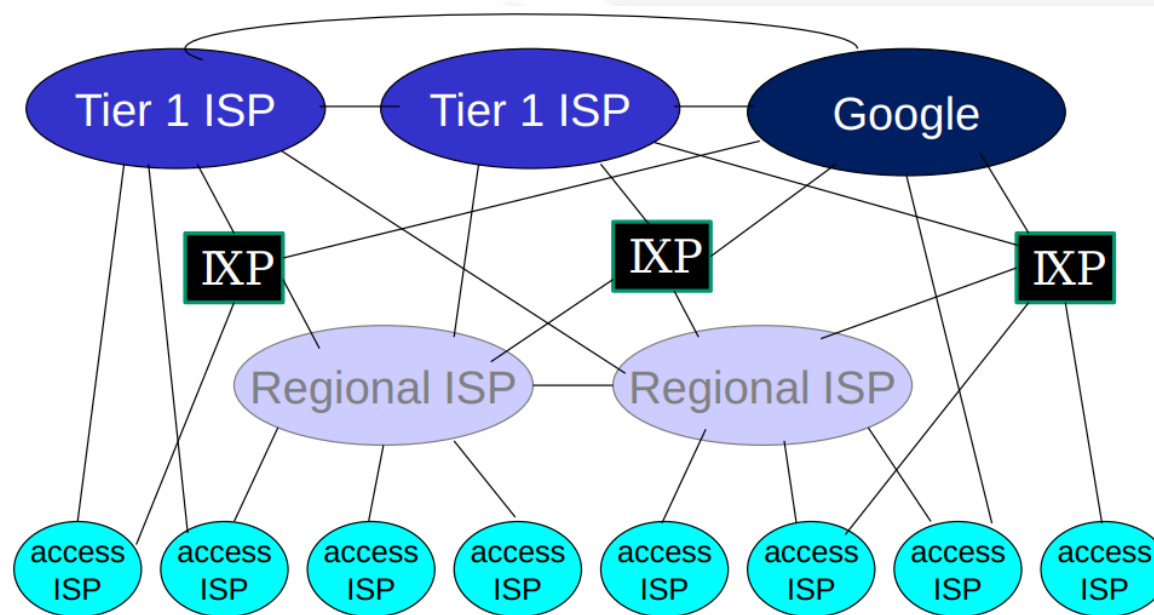 Tier 1 ISP
Tier 1 ISP
Google
IXP
IXP
IXP
Regional ISP
Regional ISP
access
ISP
access
ISP
access
ISP
access
ISP
access
ISP
access
ISP
access
ISP
access
ISP